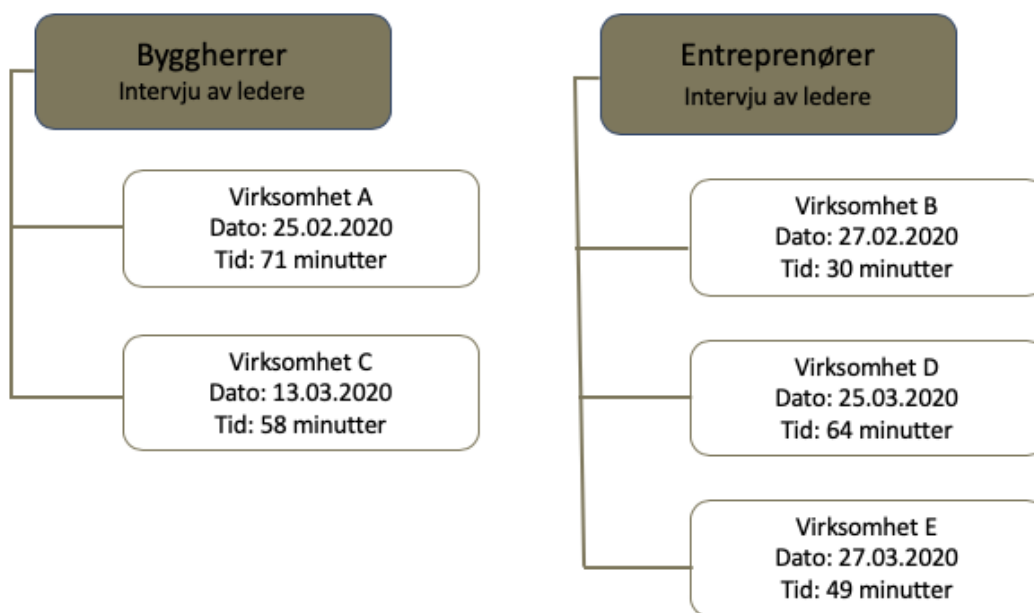 Byggherrer
Intervju av ledere
Virksomhet A
Dato: 25.02.2020
Tid: 71 minutter
Virksomhet C
Dato: 13.03.2020
Tid: 58 minutter
Entreprenører
Intervju av ledere
Virksomhet B
Dato: 27.02.2020
Tid: 30 minutter
Virksomhet D
Dato: 25.03.2020
Tid: 64 minutter
Virksomhet E
Dato: 27.03.2020
Tid: 49 minutter